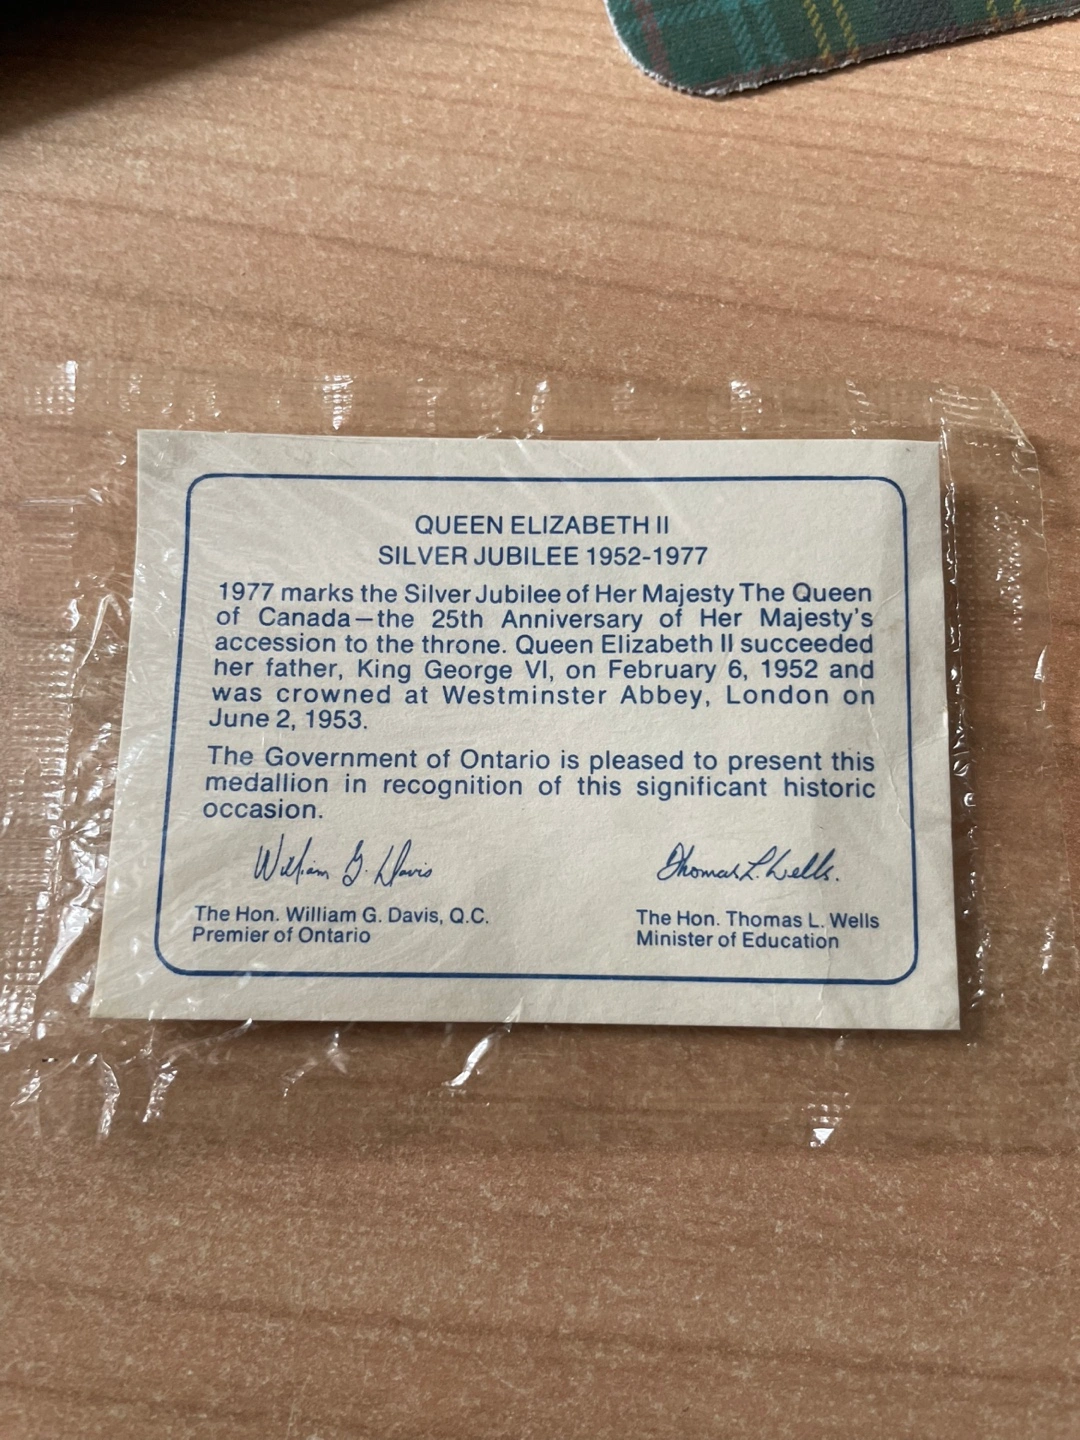 QUEEN ELIZABETH II
SILVER JUBILEE 1952-1977
1977 marks the Silver Jubilee of Her Majesty The Queen
of Canada—the 25th Anniversary of Her Majesty's
accession to the throne. Queen Elizabeth II succeeded
her father, King George VI, on February 6, 1952 and
was crowned at Westminster Abbey, London on
June 2, 1953.
The Government of Ontario is pleased to present this
medallion in recognition of this significant historic
occasion.
William G. Davis
Thomas L. Wells.
The Hon. William G. Davis, Q.C.
Premier of Ontario
The Hon. Thomas L. Wells
Minister of Education